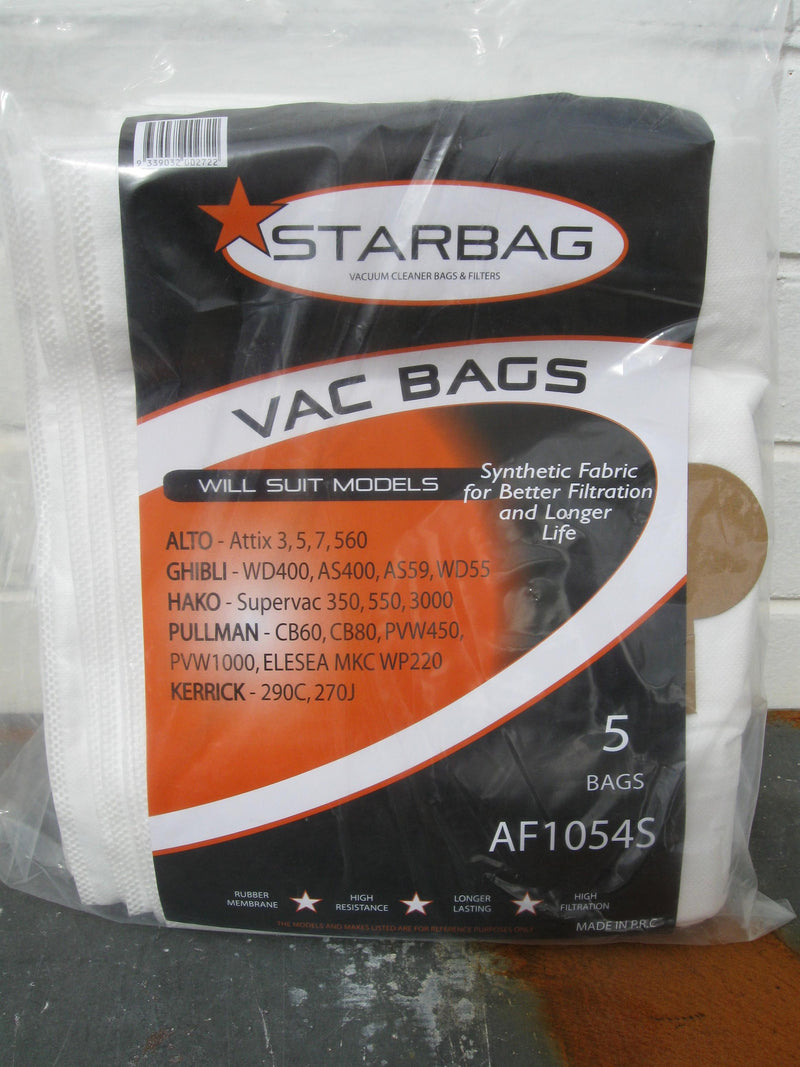 9 339032 002722
STARBAG
VACUUM CLEANER BAGS & FILTERS
VAC BAGS
WILL SUIT MODELS
Synthetic Fabric
for Better Filtration
and Longer
Life
ALTO - Attix 3, 5, 7, 560
GHIBLI - WD400, AS400, AS59, WD55
HAKO - Supervac 350, 550, 3000
PULLMAN - CB60, CB80, PVW450,
PVW1000, ELESEA MKC WP220
KERRICK - 290C, 270J
5
BAGS
AF1054S
RUBBER
MEMBRANE
HIGH
RESISTANCE
LONGER
LASTING
HIGH
FILTRATION
THE MODELS AND MAKES LISTED ARE FOR REFERENCE PURPOSES ONLY
MADE IN P.R.C